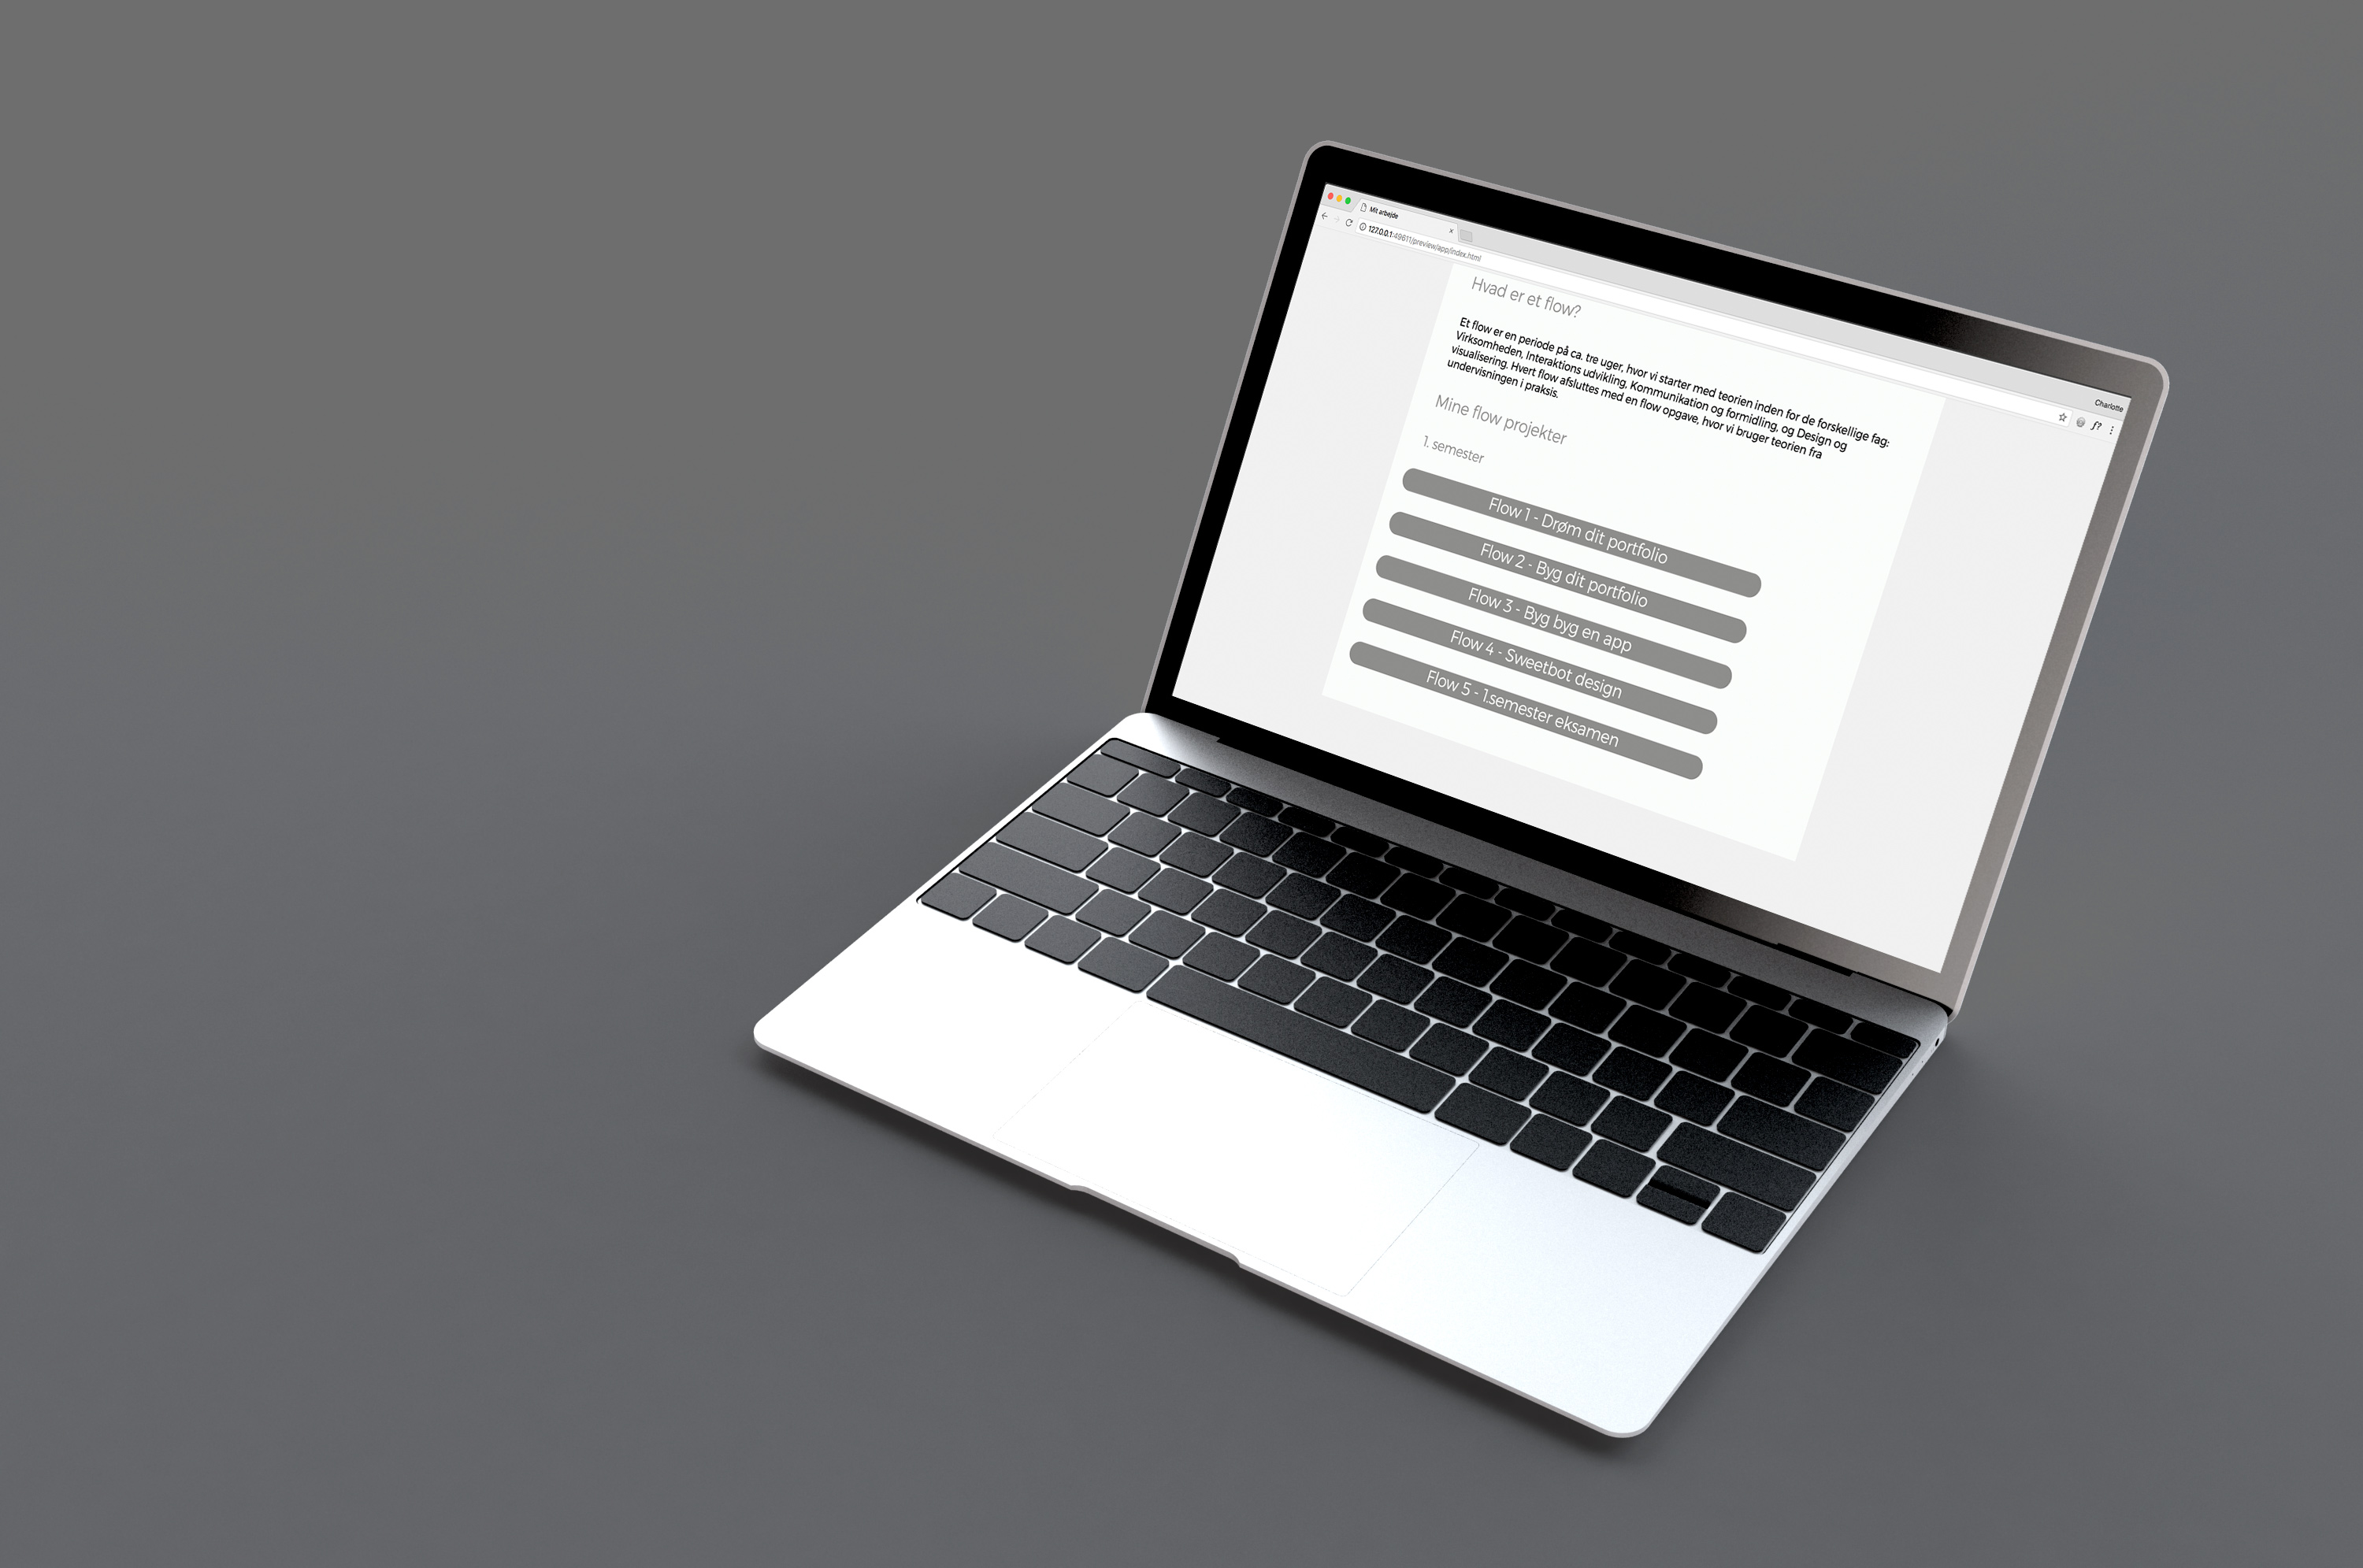 Mit arbejde
Charlotte
127.0.0.1:49611/preview/app/index.html
Hvad er et flow?
Et flow er en periode på ca. tre uger, hvor vi starter med teorien inden for de forskellige fag:
Virksomheden, Interaktions udvikling, Kommunikation og formidling, og Design og
visualisering. Hvert flow afsluttes med en flow opgave, hvor vi bruger teorien fra
undervisningen i praksis.
Mine flow projekter
1. semester
Flow 1 - Drøm dit portfolio
Flow 2 - Byg dit portfolio
Flow 3 - Byg byg en app
Flow 4 - Sweetbot design
Flow 5 - 1.semester eksamen